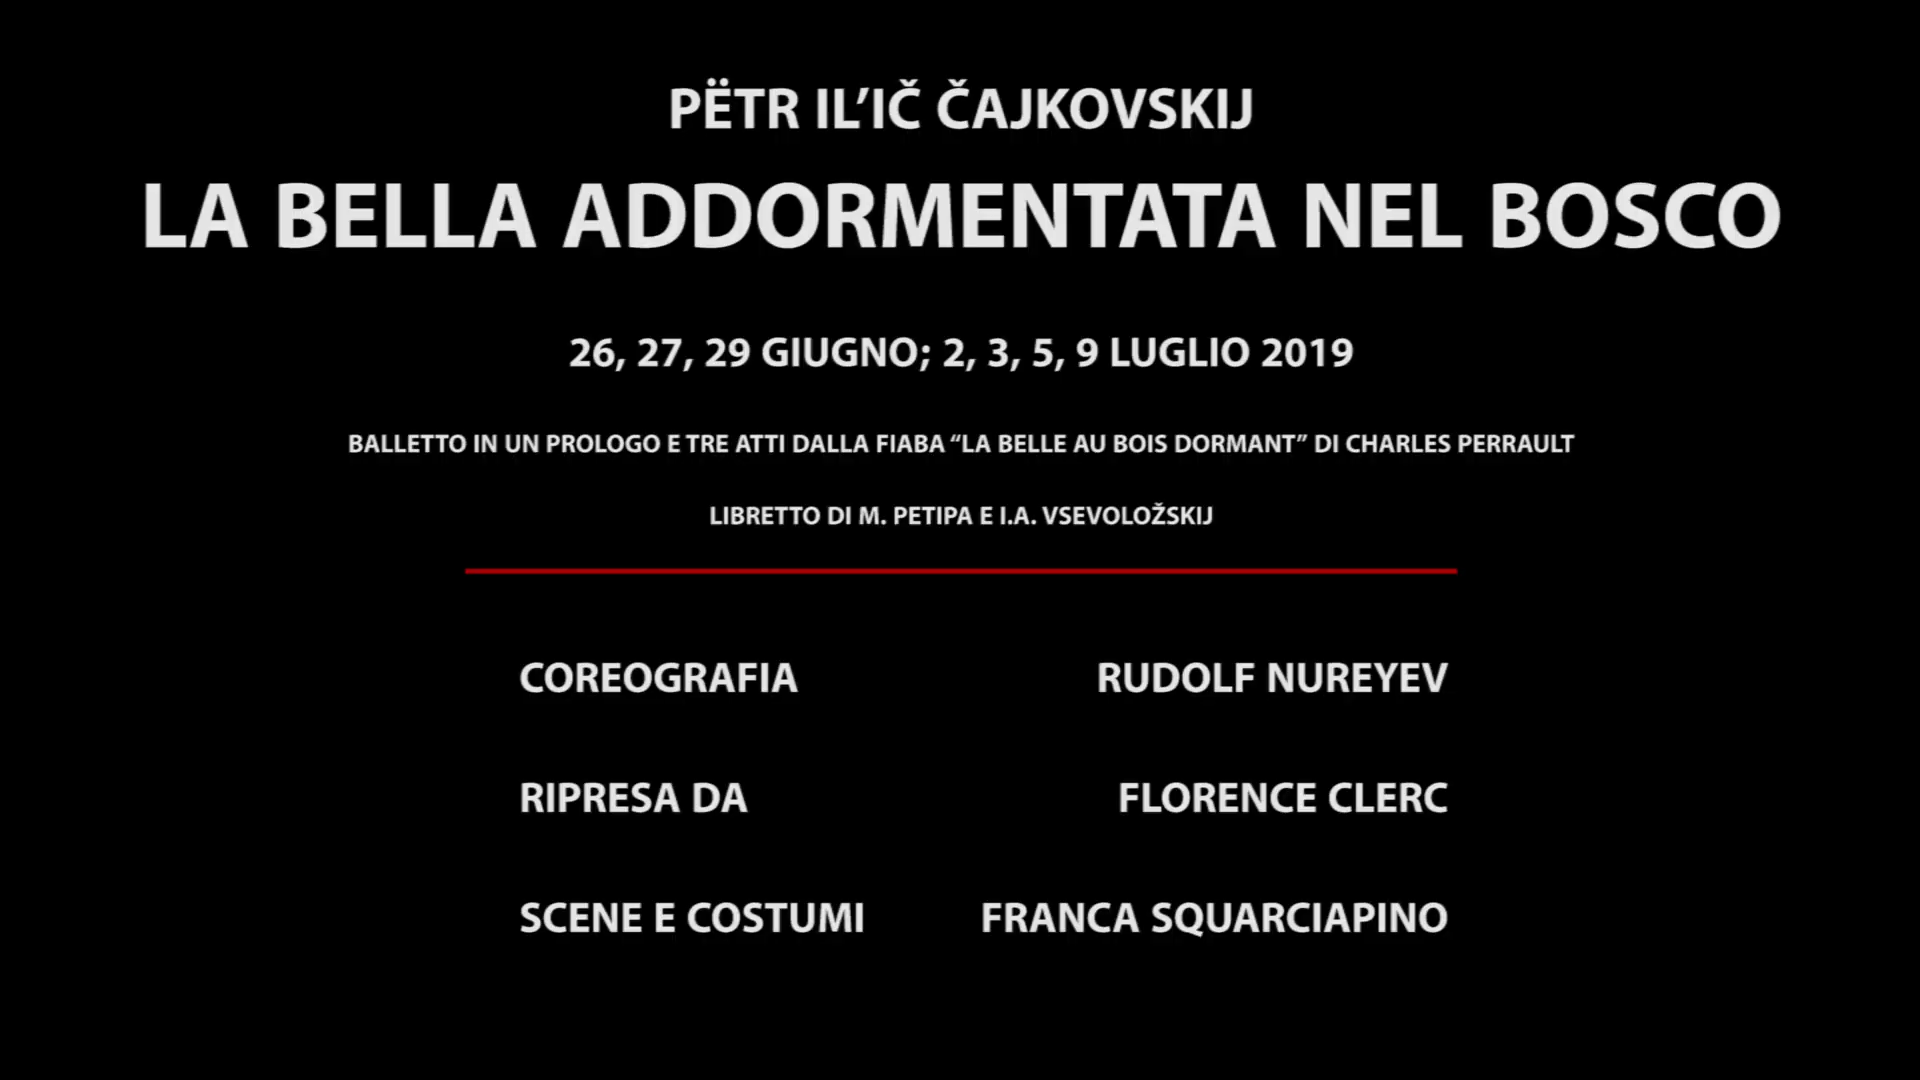 PËTR IL’IČ ČAJKOVSKIJ
LA BELLA ADDORMENTATA NEL BOSCO
26, 27, 29 GIUGNO; 2, 3, 5, 9 LUGLIO 2019
BALLETTO IN UN PROLOGO E TRE ATTI DALLA FIABA “LA BELLE AU BOIS DORMANT” DI CHARLES PERRAULT
LIBRETTO DI M. PETIPA E I.A. VSEVOLOŽSKIJ
COREOGRAFIA RUDOLF NUREYEV
RIPRESA DA FLORENCE CLERC
SCENE E COSTUMI FRANCA SQUARCIAPINO